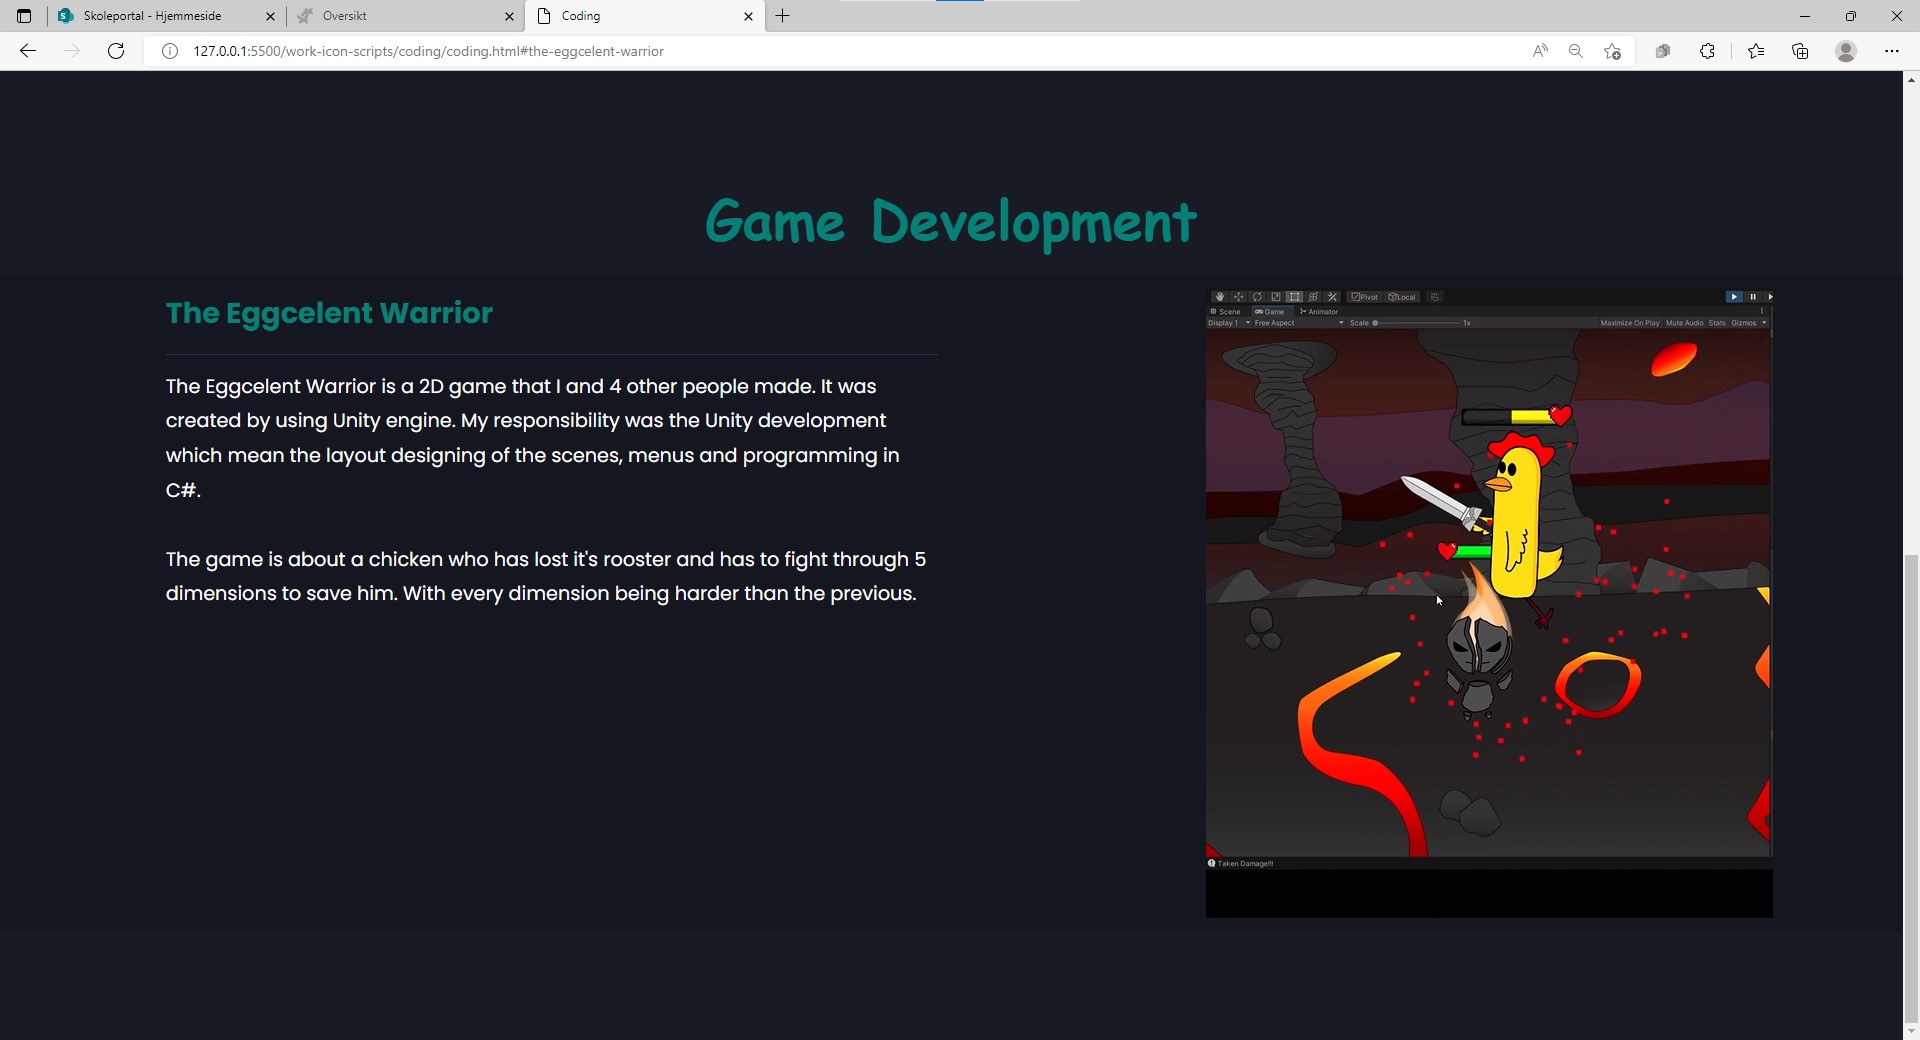 Skoleportal - Hjemmeside
Oversikt
Coding
127.0.0.1:5500/work-icon-scripts/coding/coding.html#the-eggcelent-warrior
Game Development
The Eggcelent Warrior
The Eggcelent Warrior is a 2D game that I and 4 other people made. It was
created by using Unity engine. My responsibility was the Unity development
which mean the layout designing of the scenes, menus and programming in
C#.
The game is about a chicken who has lost it's rooster and has to fight through 5
dimensions to save him. With every dimension being harder than the previous.
Pivot Local
Scene Game Animator
Display 1 Free Aspect Scale 1x Maximize On Play Mute Audio Stats Gizmos
Taken Damage!!!